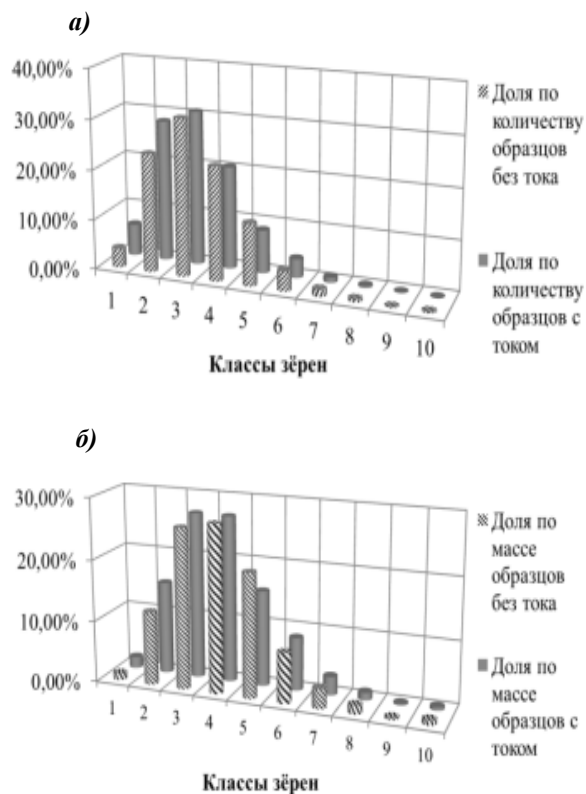 а)
40,00%
30,00%
20,00%
10,00%
0,00%
1 2 3 4 5 6 7 8 9 10
Классы зёрен
Доля по
количеству
образцов
без тока
Доля по
количеству
образцов с
током
б)
30,00%
20,00%
10,00%
0,00%
1 2 3 4 5 6 7 8 9 10
Классы зёрен
Доля по
массе
образцов
без тока
Доля по
массе
образцов с
током